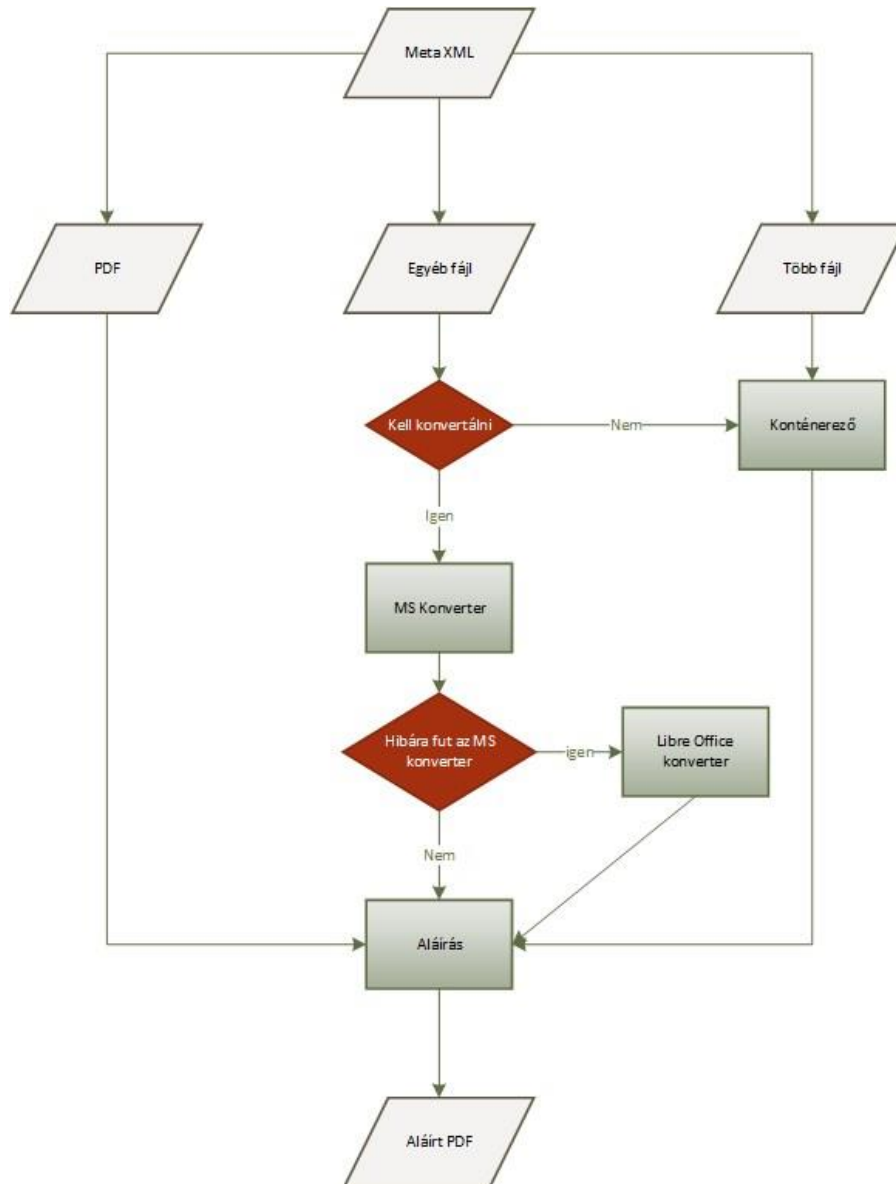 Meta XML
PDF
Egyéb fájl
Több fájl
Kell konvertálni
Nem
Konténerező
Igen
MS Konverter
Hibára fut az MS
konverter
igen
Libre Office
konverter
Nem
Aláírás
Aláírt PDF